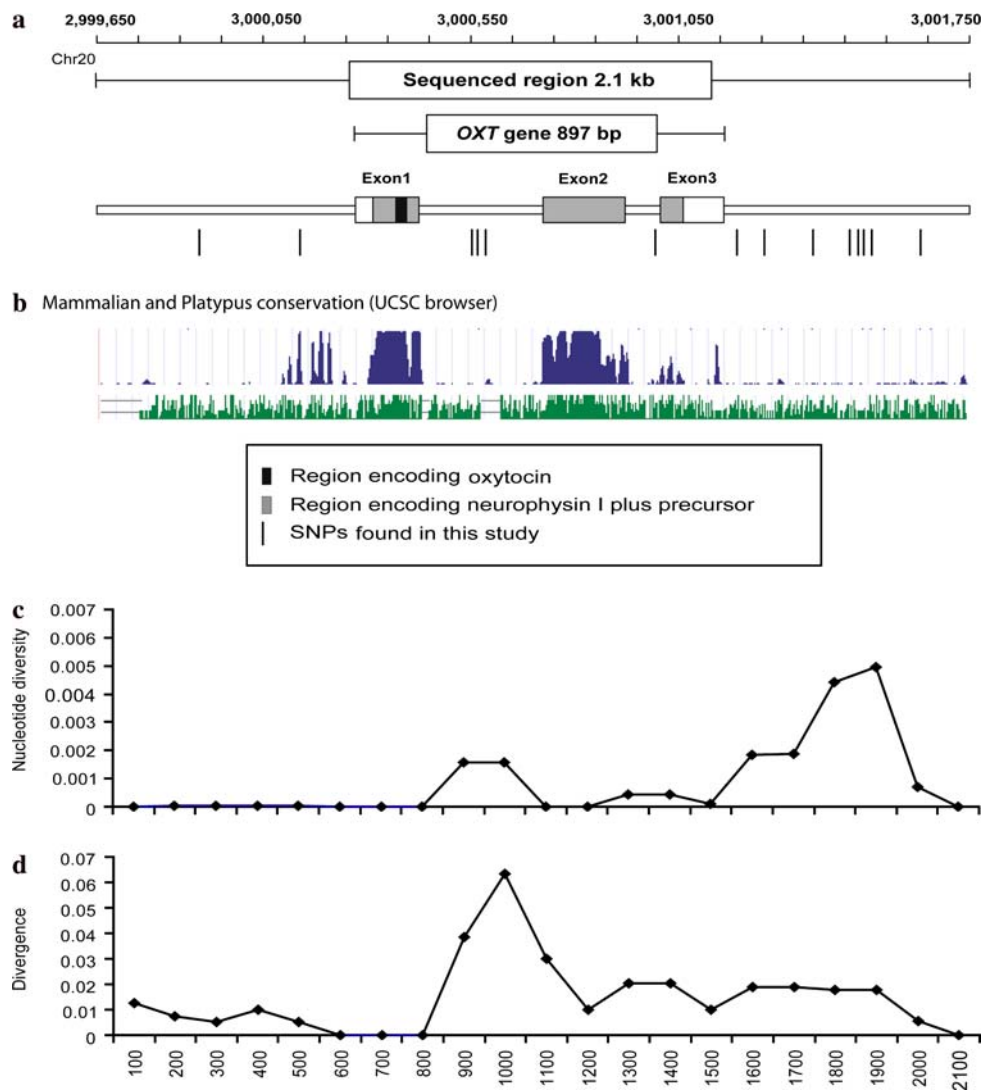 a
2,999,650 3,000,050 3,000,550 3,001,050 3,001,750
Chr20
Sequenced region 2.1 kb
OXT gene 897 bp
Exon1 Exon2 Exon3
b Mammalian and Platypus conservation (UCSC browser)
Region encoding oxytocin
Region encoding neurophysin I plus precursor
SNPs found in this study
c
Nucleotide diversity
0.007
0.006
0.005
0.004
0.003
0.002
0.001
0
d
Divergence
0.07
0.06
0.05
0.04
0.03
0.02
0.01
0
100 200 300 400 500 600 700 800 900 1000 1100 1200 1300 1400 1500 1600 1700 1800 1900 2000 2100